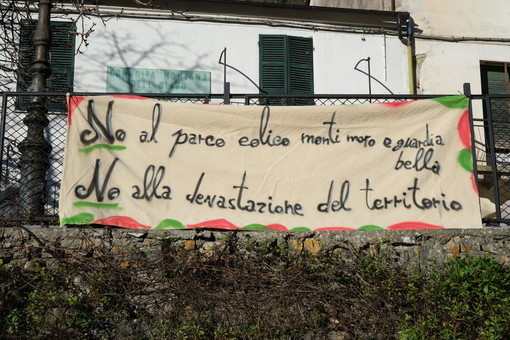 No al parco eolico monti moro e guardia
bella
No alla devastazione del territorio